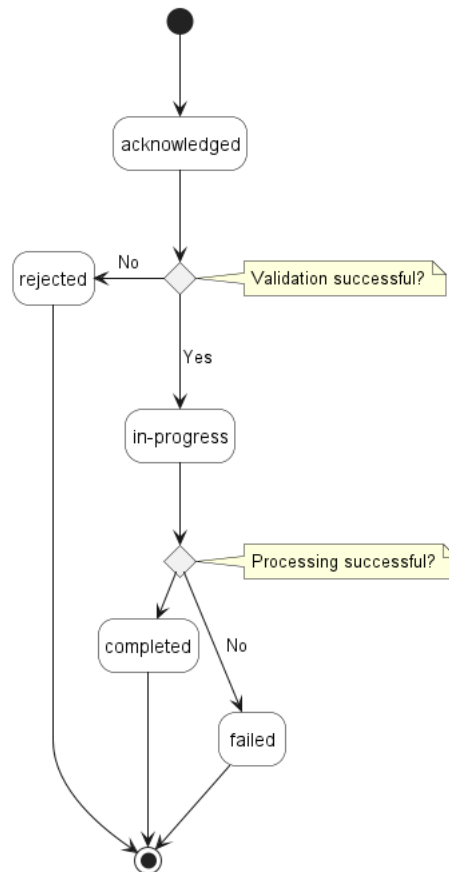 acknowledged
No
rejected
Validation successful?
Yes
in-progress
Processing successful?
completed
No
failed